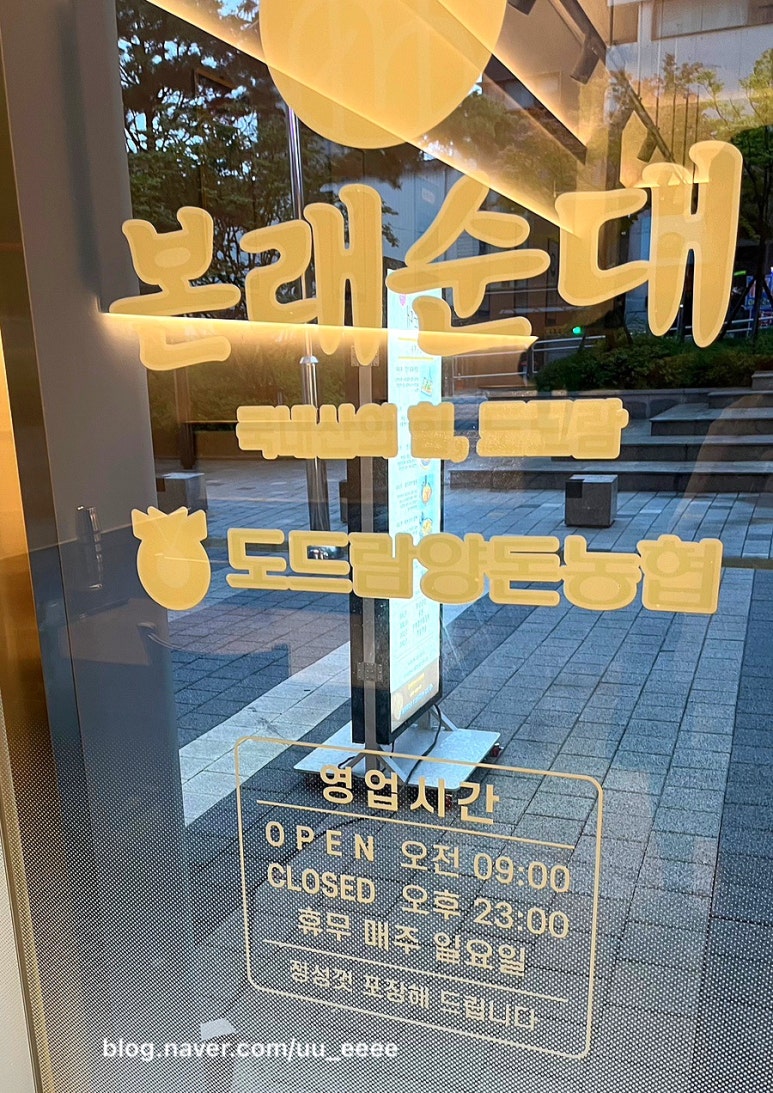 본래순대
국내산의 힘, 도드람
도드람양돈농협
영업시간
OPEN 오전 09:00
CLOSED 오후 23:00
휴무 매주 일요일
정성껏 포장해 드립니다
blog.naver.com/uu_eeee